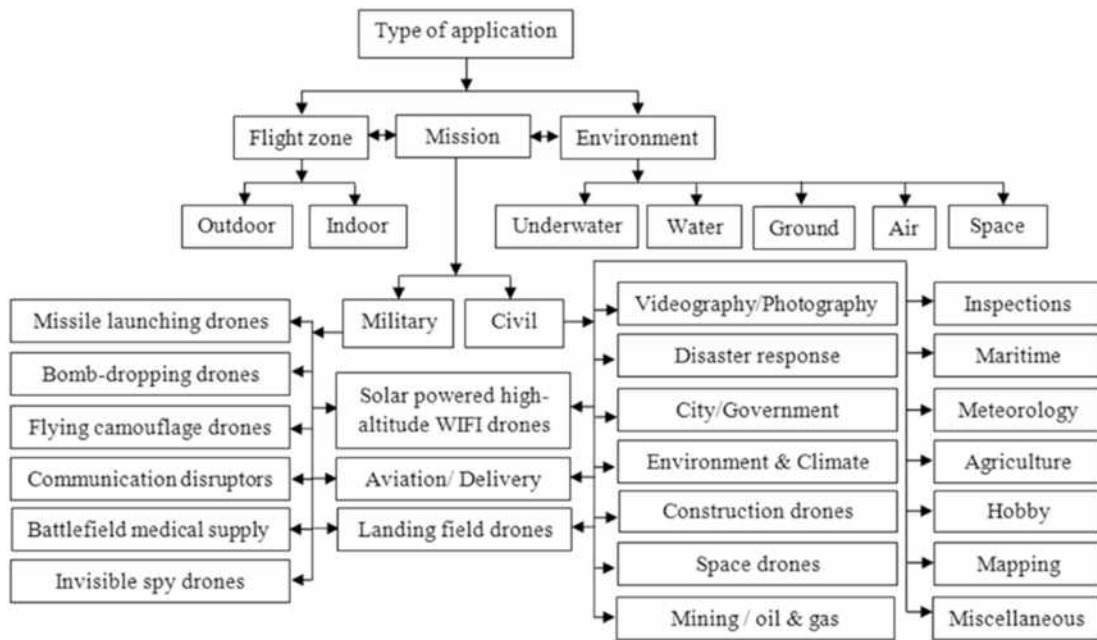 Type of application
Flight zone
Mission
Environment
Outdoor
Indoor
Underwater
Water
Ground
Air
Space
Military
Civil
Missile launching drones
Bomb-dropping drones
Flying camouflage drones
Communication disruptors
Battlefield medical supply
Invisible spy drones
Solar powered high-
altitude WIFI drones
Aviation/ Delivery
Landing field drones
Videography/Photography
Disaster response
City/Government
Environment & Climate
Construction drones
Space drones
Mining / oil & gas
Inspections
Maritime
Meteorology
Agriculture
Hobby
Mapping
Miscellaneous